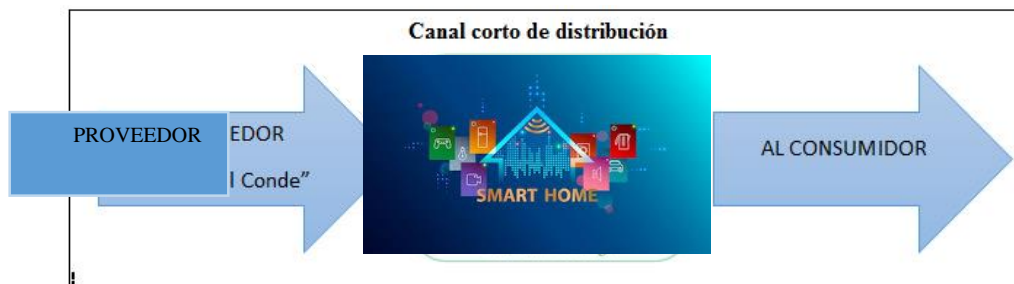 Canal corto de distribución
PROVEEDOR
EDOR
l Conde”
SMART HOME
AL CONSUMIDOR